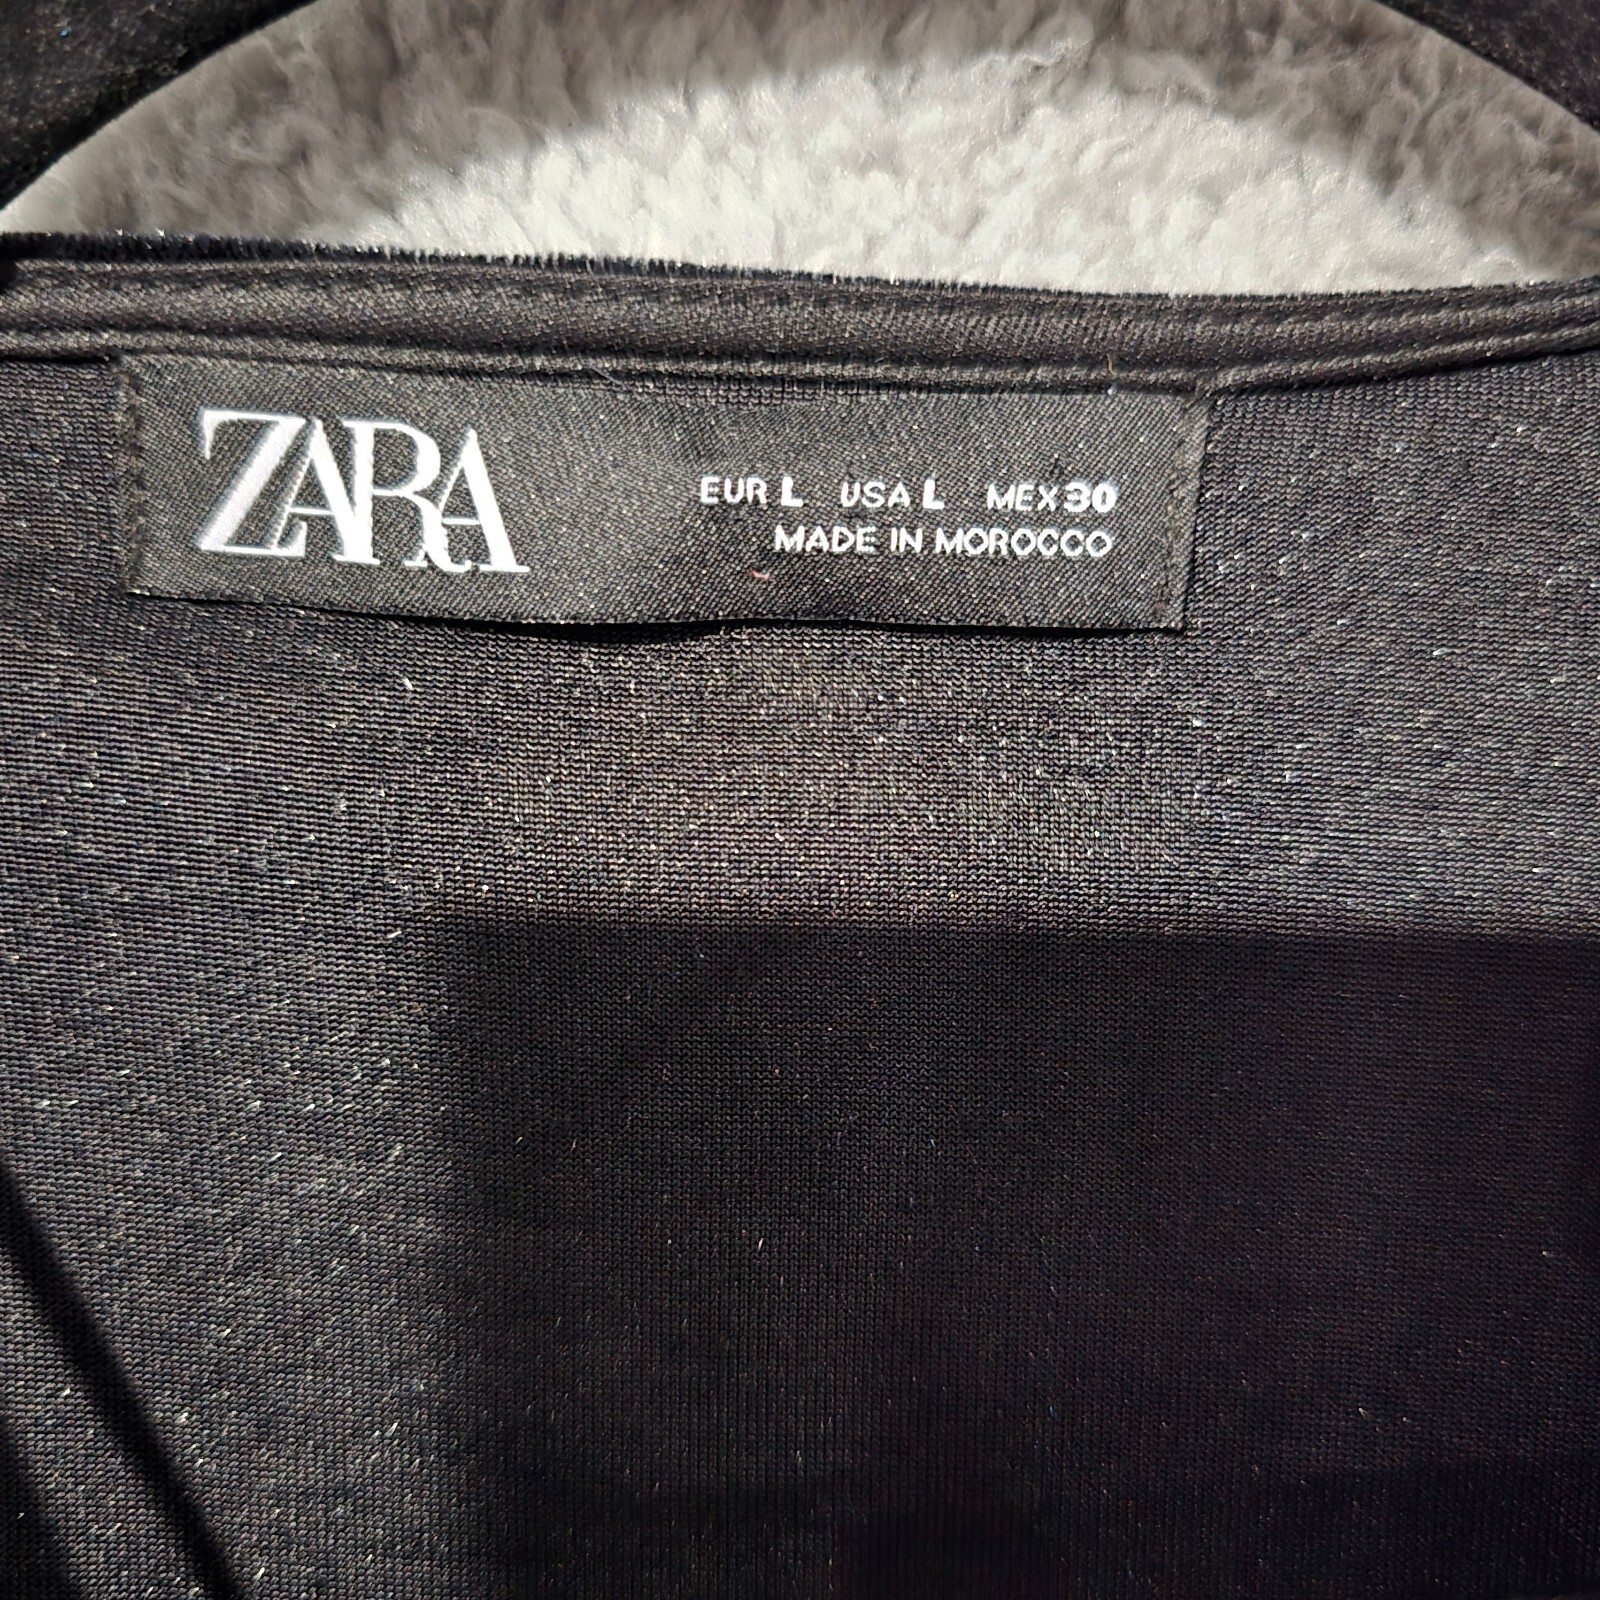 ZARA
EUR L USA L MEX 30
MADE IN MOROCCO